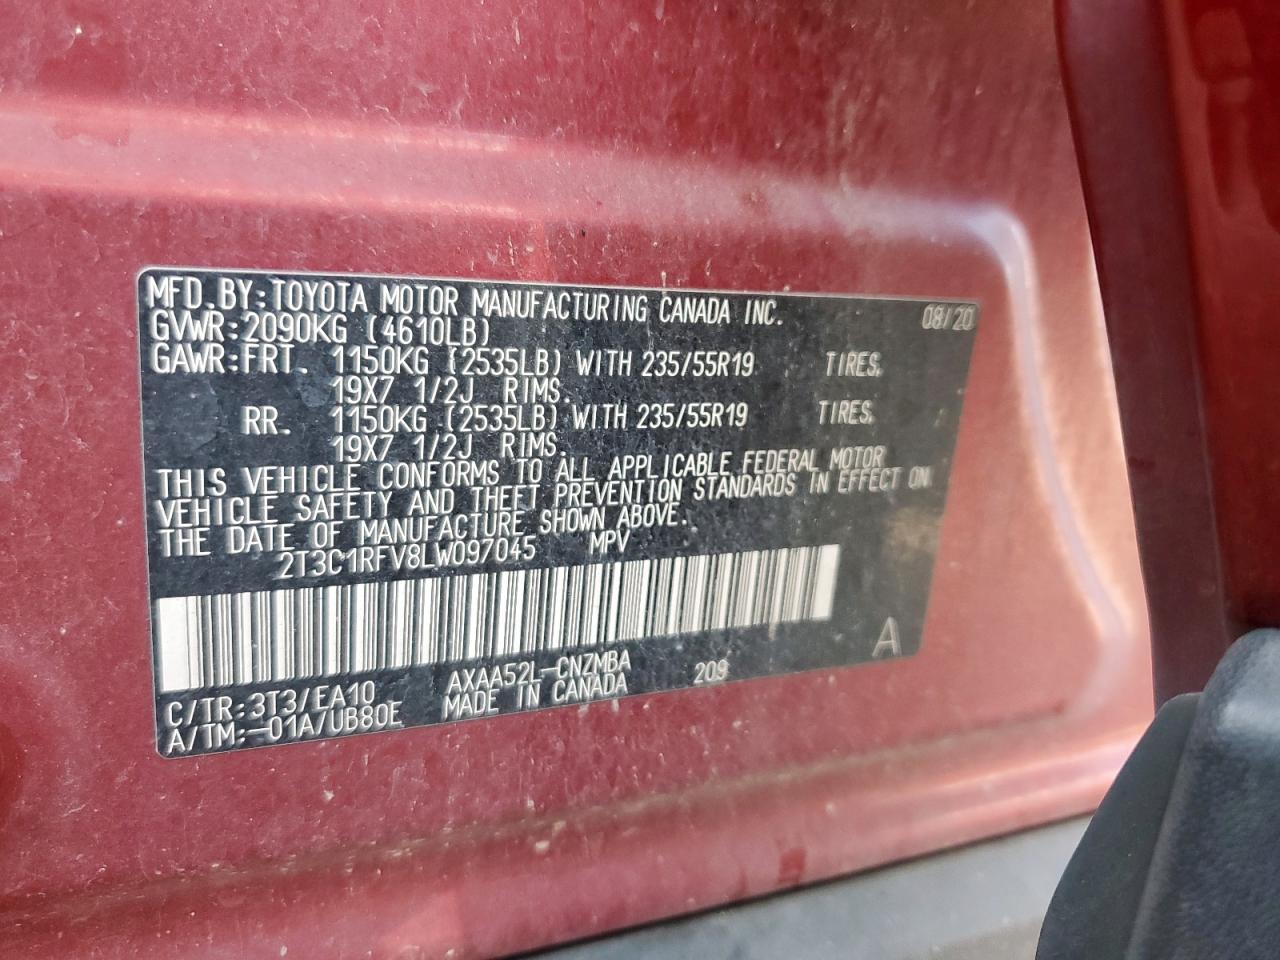 MFD.BY:TOYOTA MOTOR MANUFACTURING CANADA INC. 08/20
GVWR:2090KG (4610LB)
GAWR:FRT. 1150KG (2535LB) WITH 235/55R19 TIRES,
19X7 1/2J RIMS.
RR. 1150KG (2535LB) WITH 235/55R19 TIRES,
19X7 1/2J RIMS.
THIS VEHICLE CONFORMS TO ALL APPLICABLE FEDERAL MOTOR
VEHICLE SAFETY AND THEFT PREVENTION STANDARDS IN EFFECT ON
THE DATE OF MANUFACTURE SHOWN ABOVE.
2T3C1RFV8LW097045 MPV
A
C/TR:3T3/EA10 AXAA52L-CNZMBA 209
A/TM:-01A/UB80E MADE IN CANADA